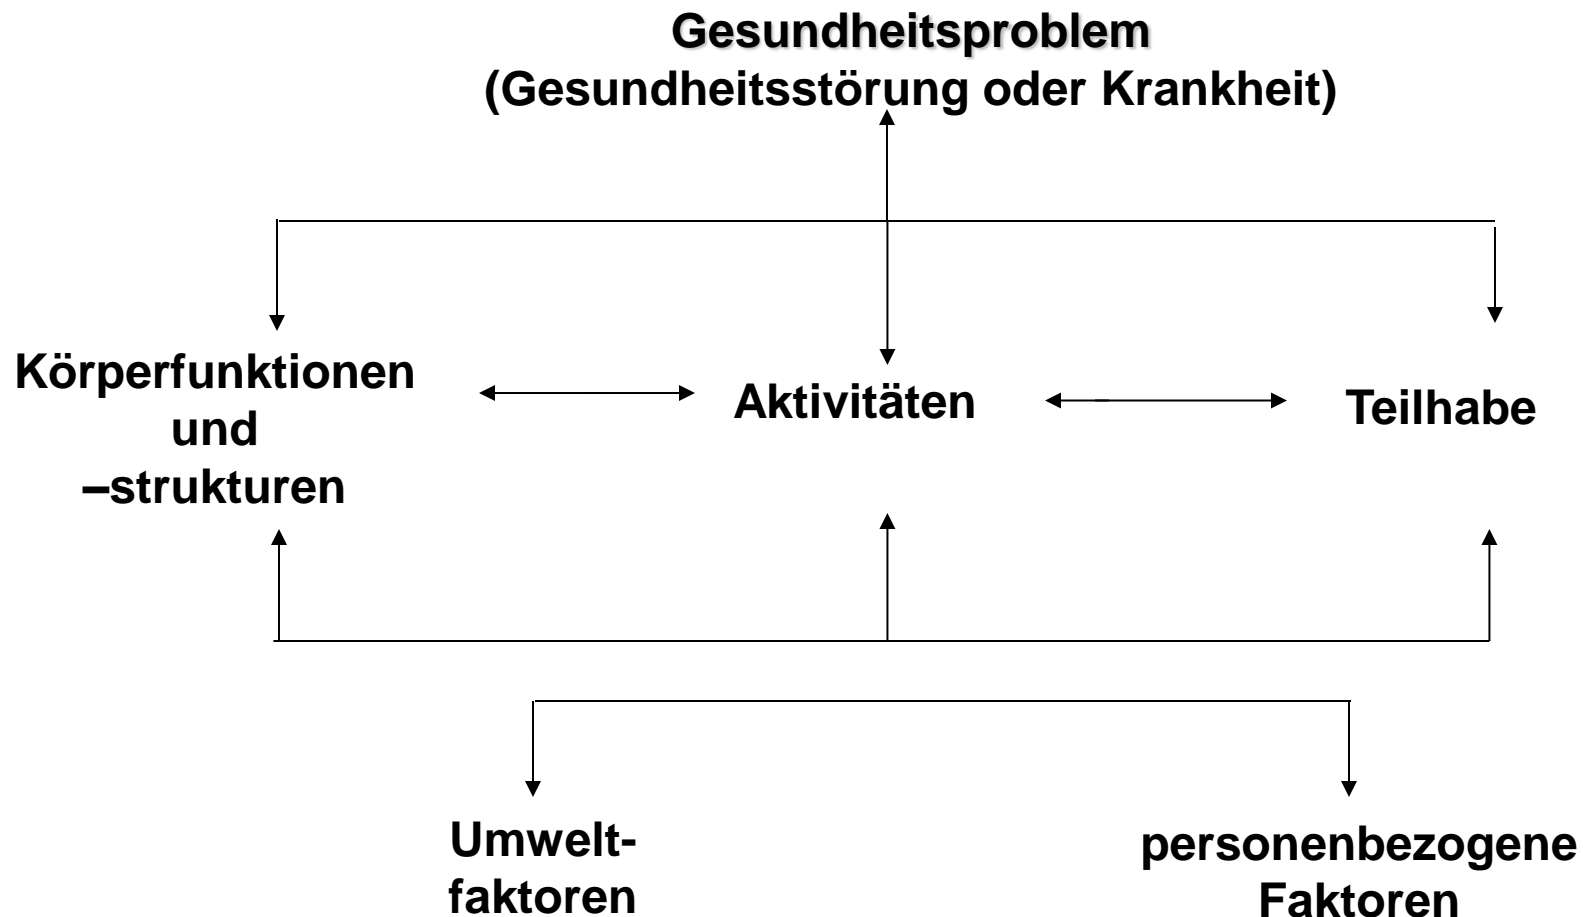 Gesundheitsproblem
(Gesundheitsstörung oder Krankheit)
Körperfunktionen
und
–strukturen
Aktivitäten
Teilhabe
Umwelt-
faktoren
personenbezogene
Faktoren